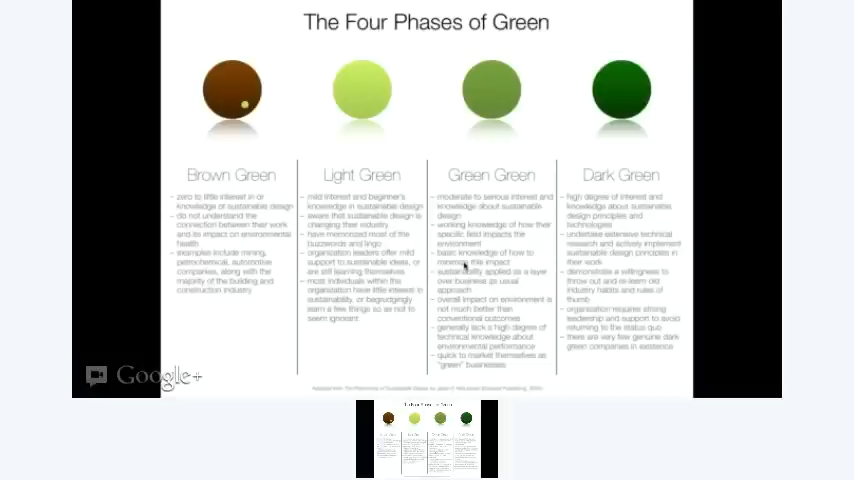 The Four Phases of Green
Brown Green
- zero to little interest in or
knowledge or sustainable design
- do not understand the
connection between their work
and its impact on environmental
health
- examples include mining,
petrochemical, automotive
companies, along with the
majority of the building and
construction industry
Light Green
- mild interest and beginner's
knowledge in sustainable design
- aware that sustainable design is
changing their industry
- have memorized most of the
buzzwords and lingo
- organization leaders offer mild
support to sustainable ideas, or
are still learning themselves
- most individuals within the
organization have little interest in
sustainability, or begrudgingly
learn a few things so as not to
seem ignorant
Green Green
- moderate to serious interest and
knowledge about sustainable
design
- working knowledge of how their
specific field impacts the
environment
- basic knowledge of how to
minimize this impact
- sustainability applied as a layer
over business as usual
approach
- overall impact on environment is
not much better than
conventional outcomes
- generally lack a high degree of
technical knowledge about
environmental performance
- quick to market themselves as
"green" businesses
Dark Green
- high degree of interest and
knowledge about sustainable
design principles and
technologies
- undertake extensive technical
research and actively implement
sustainable design principles in
their work
- demonstrate a willingness to
throw out and re-learn old
industry habits and rules of
thumb
- organization requires strong
leadership and support to avoid
returning to the status quo
- there are very few genuine dark
green companies in existence
Google+